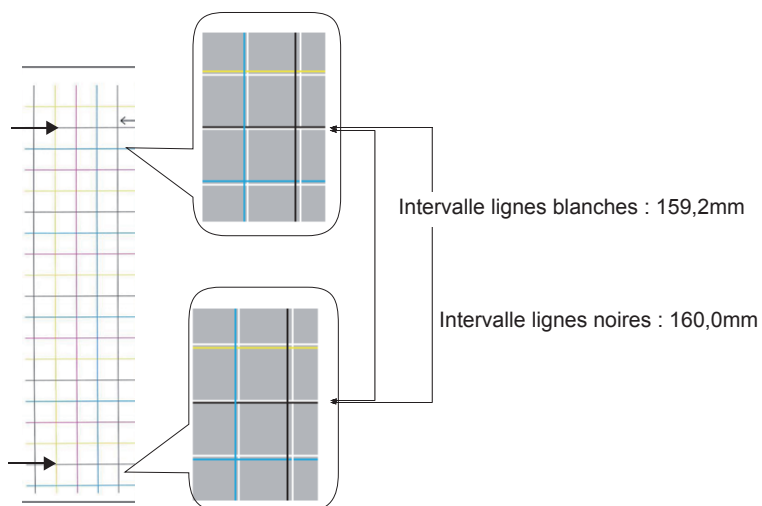 Intervalle lignes blanches : 159,2mm
Intervalle lignes noires : 160,0mm